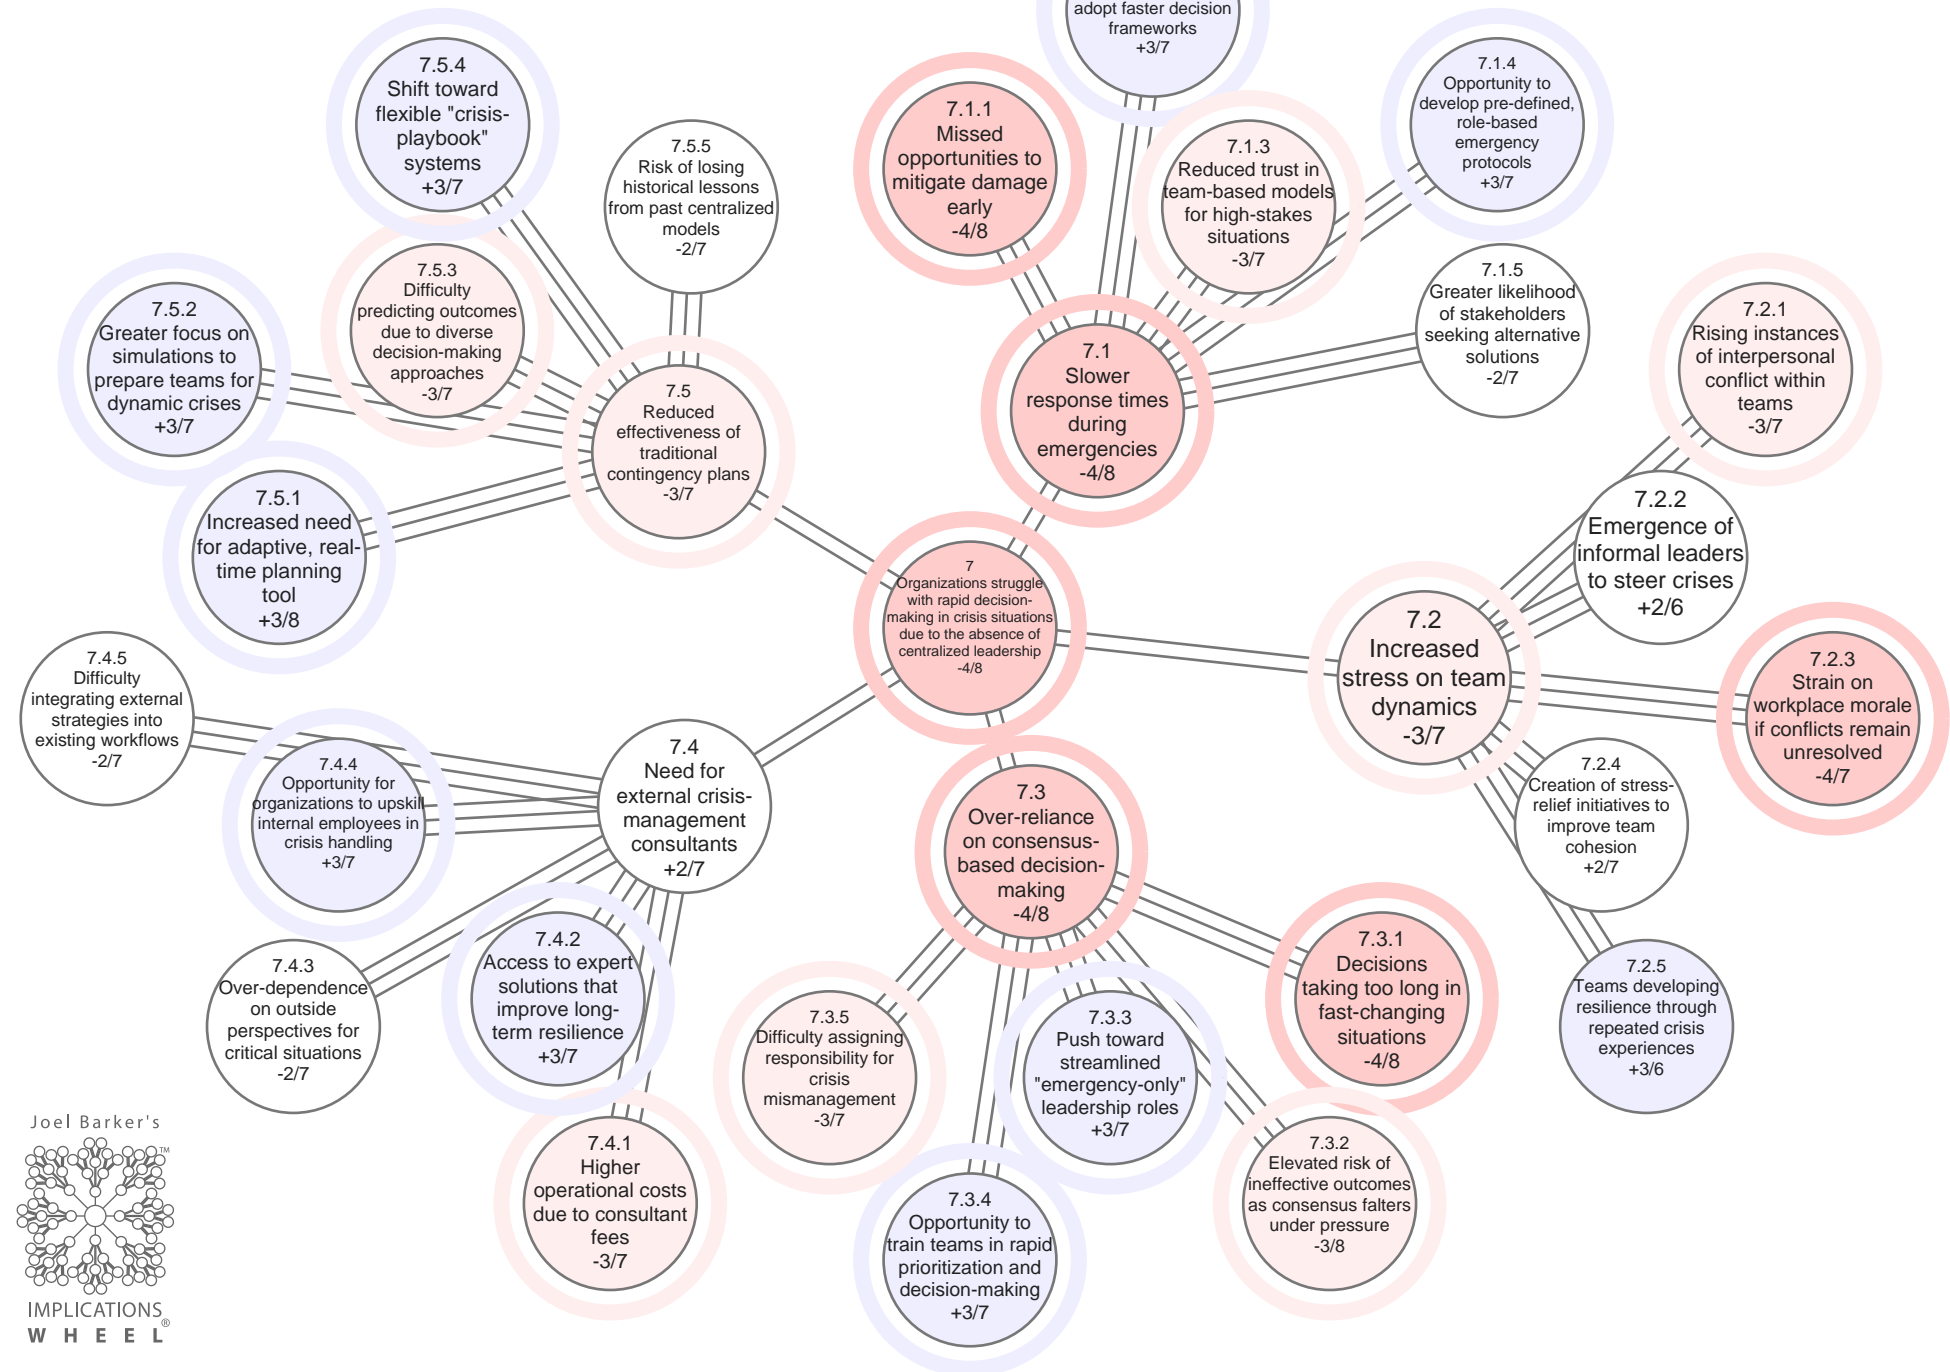 adopt faster decision
frameworks
+3/7
7.5.4
Shift toward
flexible "crisis-
playbook"
systems
+3/7
7.1.1
Missed
opportunities to
mitigate damage
early
-4/8
7.1.4
Opportunity to
develop pre-defined,
role-based
emergency
protocols
+3/7
7.5.5
Risk of losing
historical lessons
from past centralized
models
-2/7
7.1.3
Reduced trust in
team-based models
for high-stakes
situations
-3/7
7.5.3
Difficulty
predicting outcomes
due to diverse
decision-making
approaches
-3/7
7.1.5
Greater likelihood
of stakeholders
seeking alternative
solutions
-2/7
7.5.2
Greater focus on
simulations to
prepare teams for
dynamic crises
+3/7
7.2.1
Rising instances
of interpersonal
conflict within
teams
-3/7
7.1
Slower
response times
during
emergencies
-4/8
7.5
Reduced
effectiveness of
traditional
contingency plans
-3/7
7.5.1
Increased need
for adaptive, real-
time planning
tool
+3/8
7.2.2
Emergence of
informal leaders
to steer crises
+2/6
7
Organizations struggle
with rapid decision-
making in crisis situations
due to the absence of
centralized leadership
-4/8
7.2
Increased
stress on team
dynamics
-3/7
7.4.5
Difficulty
integrating external
strategies into
existing workflows
-2/7
7.2.3
Strain on
workplace morale
if conflicts remain
unresolved
-4/7
7.4
Need for
external crisis-
management
consultants
+2/7
7.4.4
Opportunity for
organizations to upskill
internal employees in
crisis handling
+3/7
7.3
Over-reliance
on consensus-
based decision-
making
-4/8
7.2.4
Creation of stress-
relief initiatives to
improve team
cohesion
+2/7
7.4.3
Over-dependence
on outside
perspectives for
critical situations
-2/7
7.4.2
Access to expert
solutions that
improve long-
term resilience
+3/7
7.3.1
Decisions
taking too long in
fast-changing
situations
-4/8
7.2.5
Teams developing
resilience through
repeated crisis
experiences
+3/6
7.3.5
Difficulty assigning
responsibility for
crisis
mismanagement
-3/7
7.3.3
Push toward
streamlined
"emergency-only"
leadership roles
+3/7
7.4.1
Higher
operational costs
due to consultant
fees
-3/7
7.3.2
Elevated risk of
ineffective outcomes
as consensus falters
under pressure
-3/8
7.3.4
Opportunity to
train teams in rapid
prioritization and
decision-making
+3/7
Joel Barker's
™
IMPLICATIONS
WHEEL®